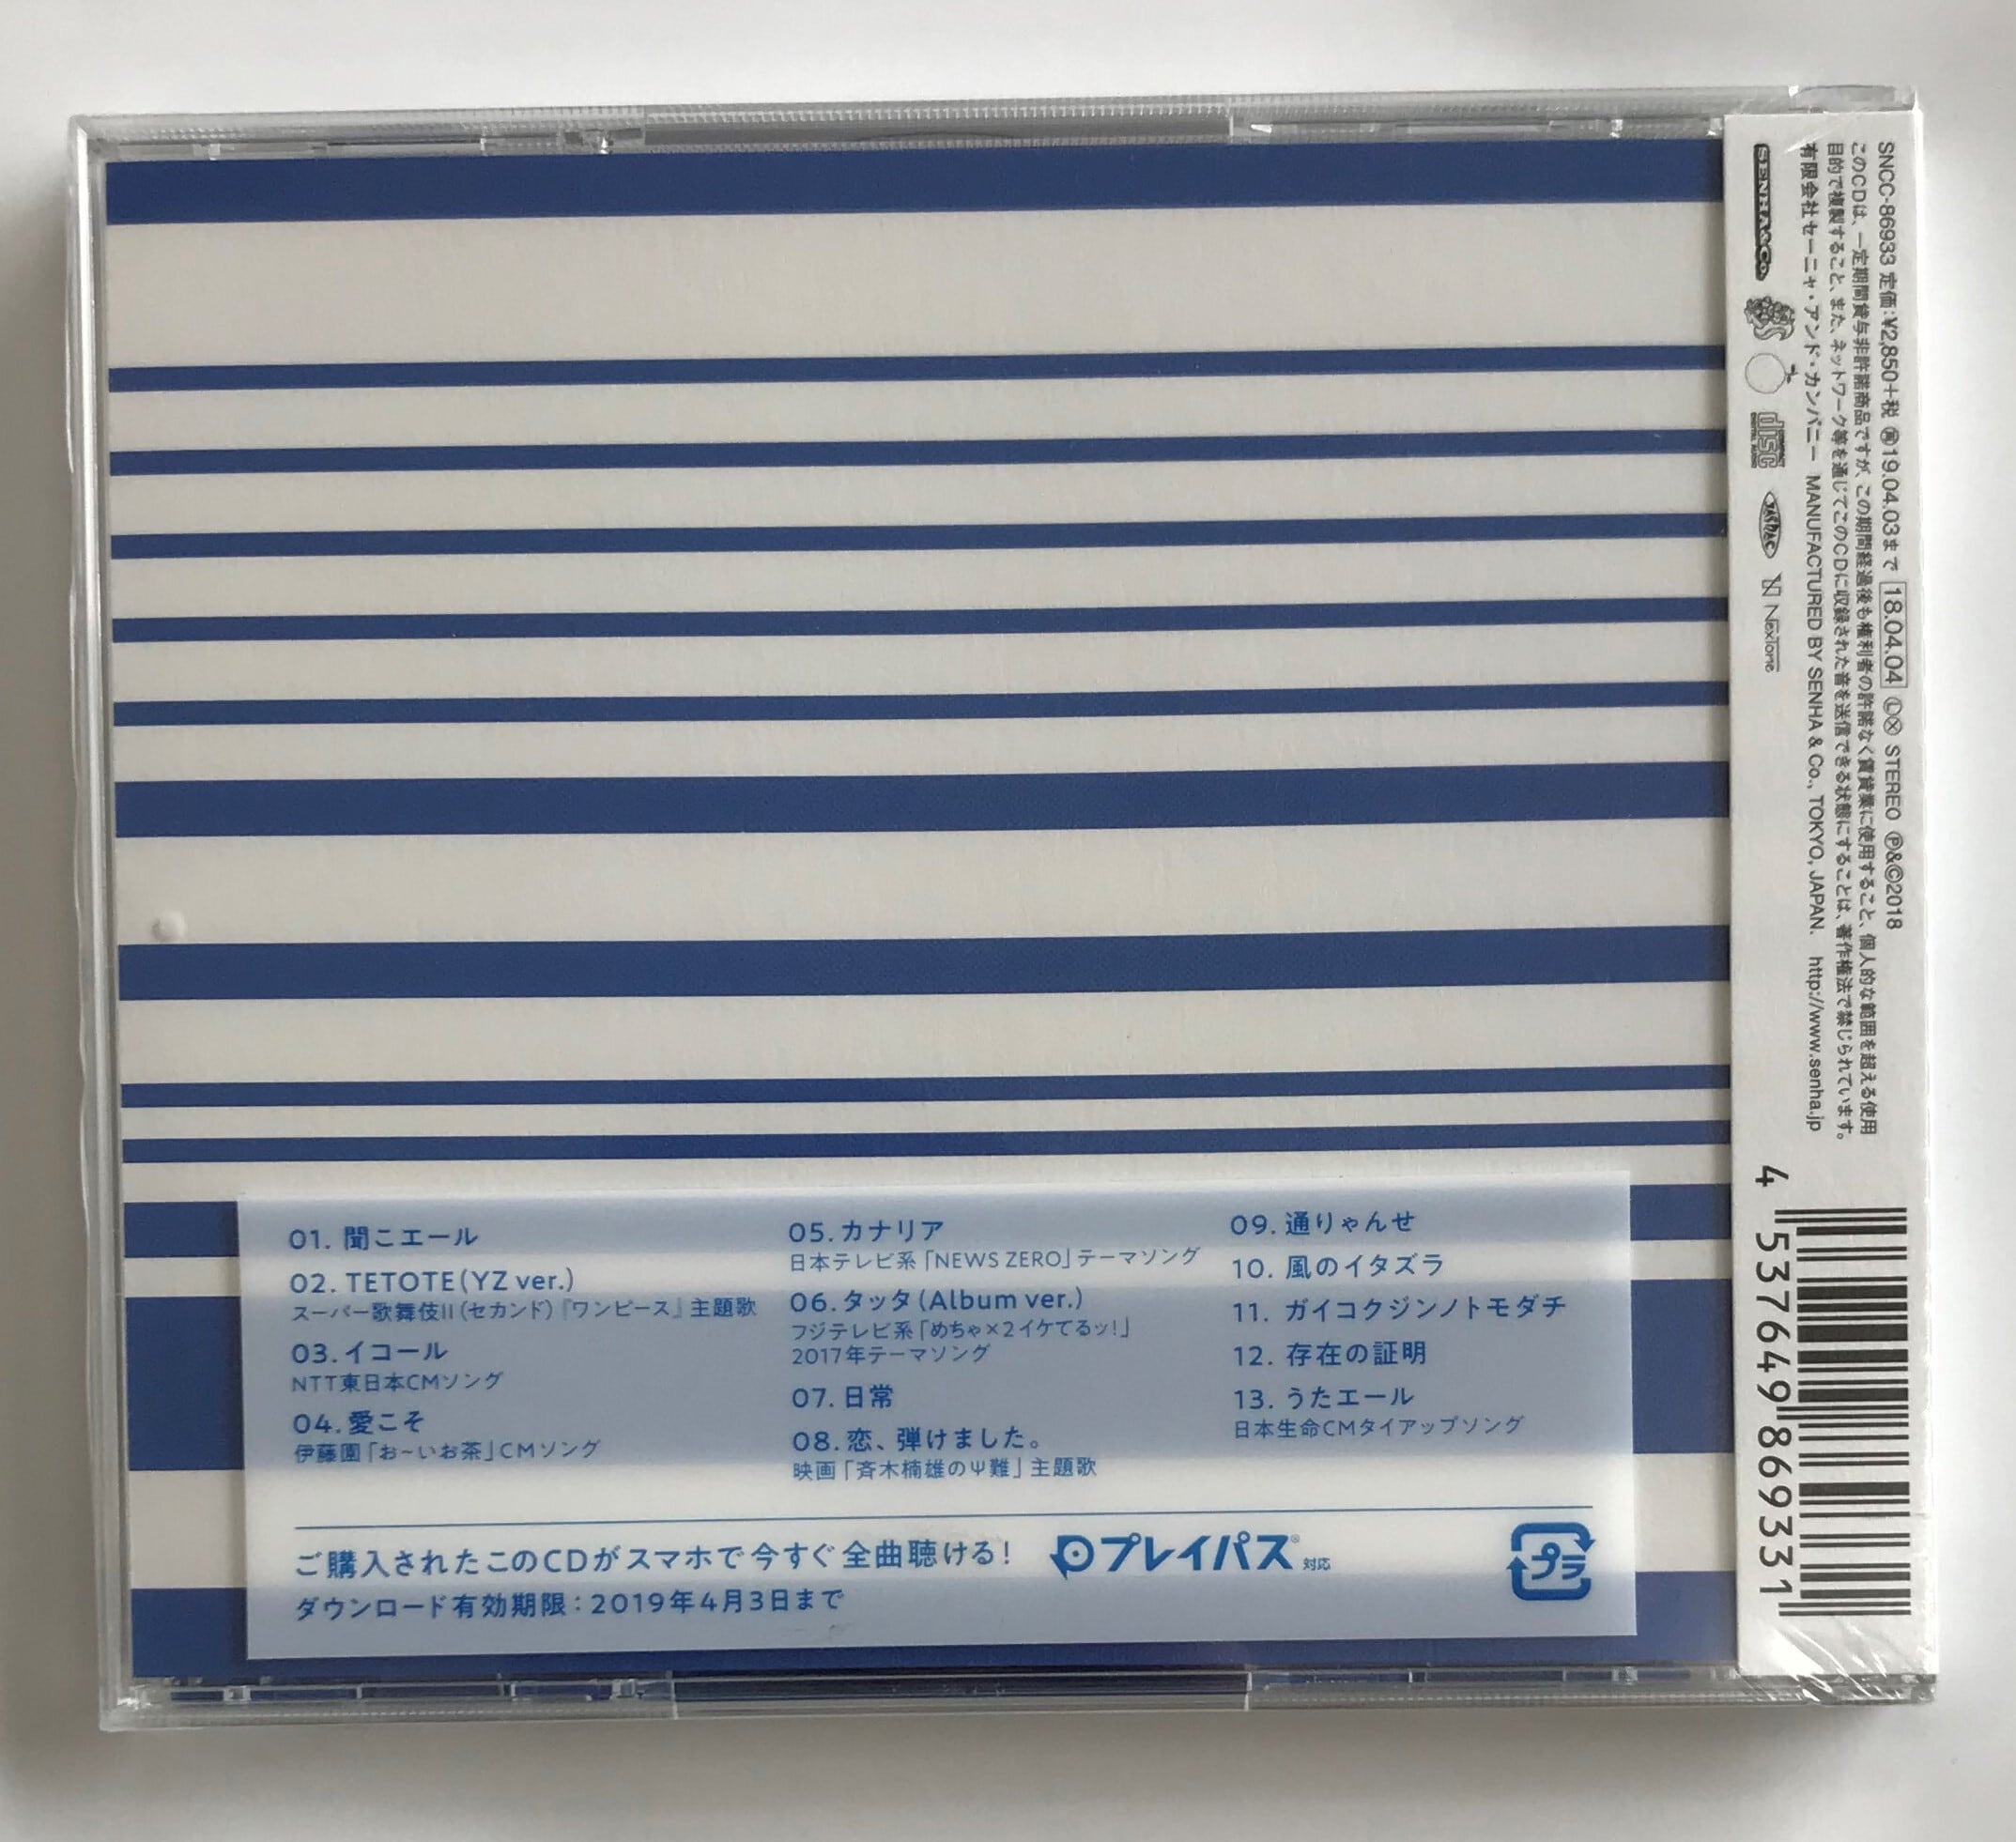 01. 聞こエール
02. TETOTE(YZ ver.)
スーパー歌舞伎II(セカンド)『ワンピース』主題歌
03. イコール
NTT東日本CMソング
04. 愛こそ
伊藤園「お〜いお茶」CMソング
05. カナリア
日本テレビ系「NEWS ZERO」テーマソング
06. タッタ(Album ver.)
フジテレビ系「めちゃ×2イケてるッ!」
2017年テーマソング
07. 日常
08. 恋、弾けました。
映画「斉木楠雄のΨ難」主題歌
09. 通りゃんせ
10. 風のイタズラ
11. ガイコクジンノトモダチ
12. 存在の証明
13. うたエール
日本生命CMタイアップソング
ご購入されたこのCDがスマホで今すぐ全曲聴ける!
プレイパス® 対応
ダウンロード有効期限:2019年4月3日まで
プラ
SNCC-86933 定価:¥2,850+税 ㊢19.04.03まで 18.04.04 ⓁⓍ STEREO Ⓟ&©2018
このCDは、一定期間貸与非許諾商品ですが、この期間経過後も権利者の許諾なく賃貸業に使用すること、個人的な範囲を超える使用
目的で複製すること、また、ネットワーク等を通じてこのCDに収録された音を送信できる状態にすることは、著作権法で禁じられています。
有限会社セーニャ・アンド・カンパニー MANUFACTURED BY SENHA & Co., TOKYO, JAPAN. http://www.senha.jp
SENHA&Co.
COMPACT disc DIGITAL AUDIO
JASRAC
NexTone
4 537649 869331